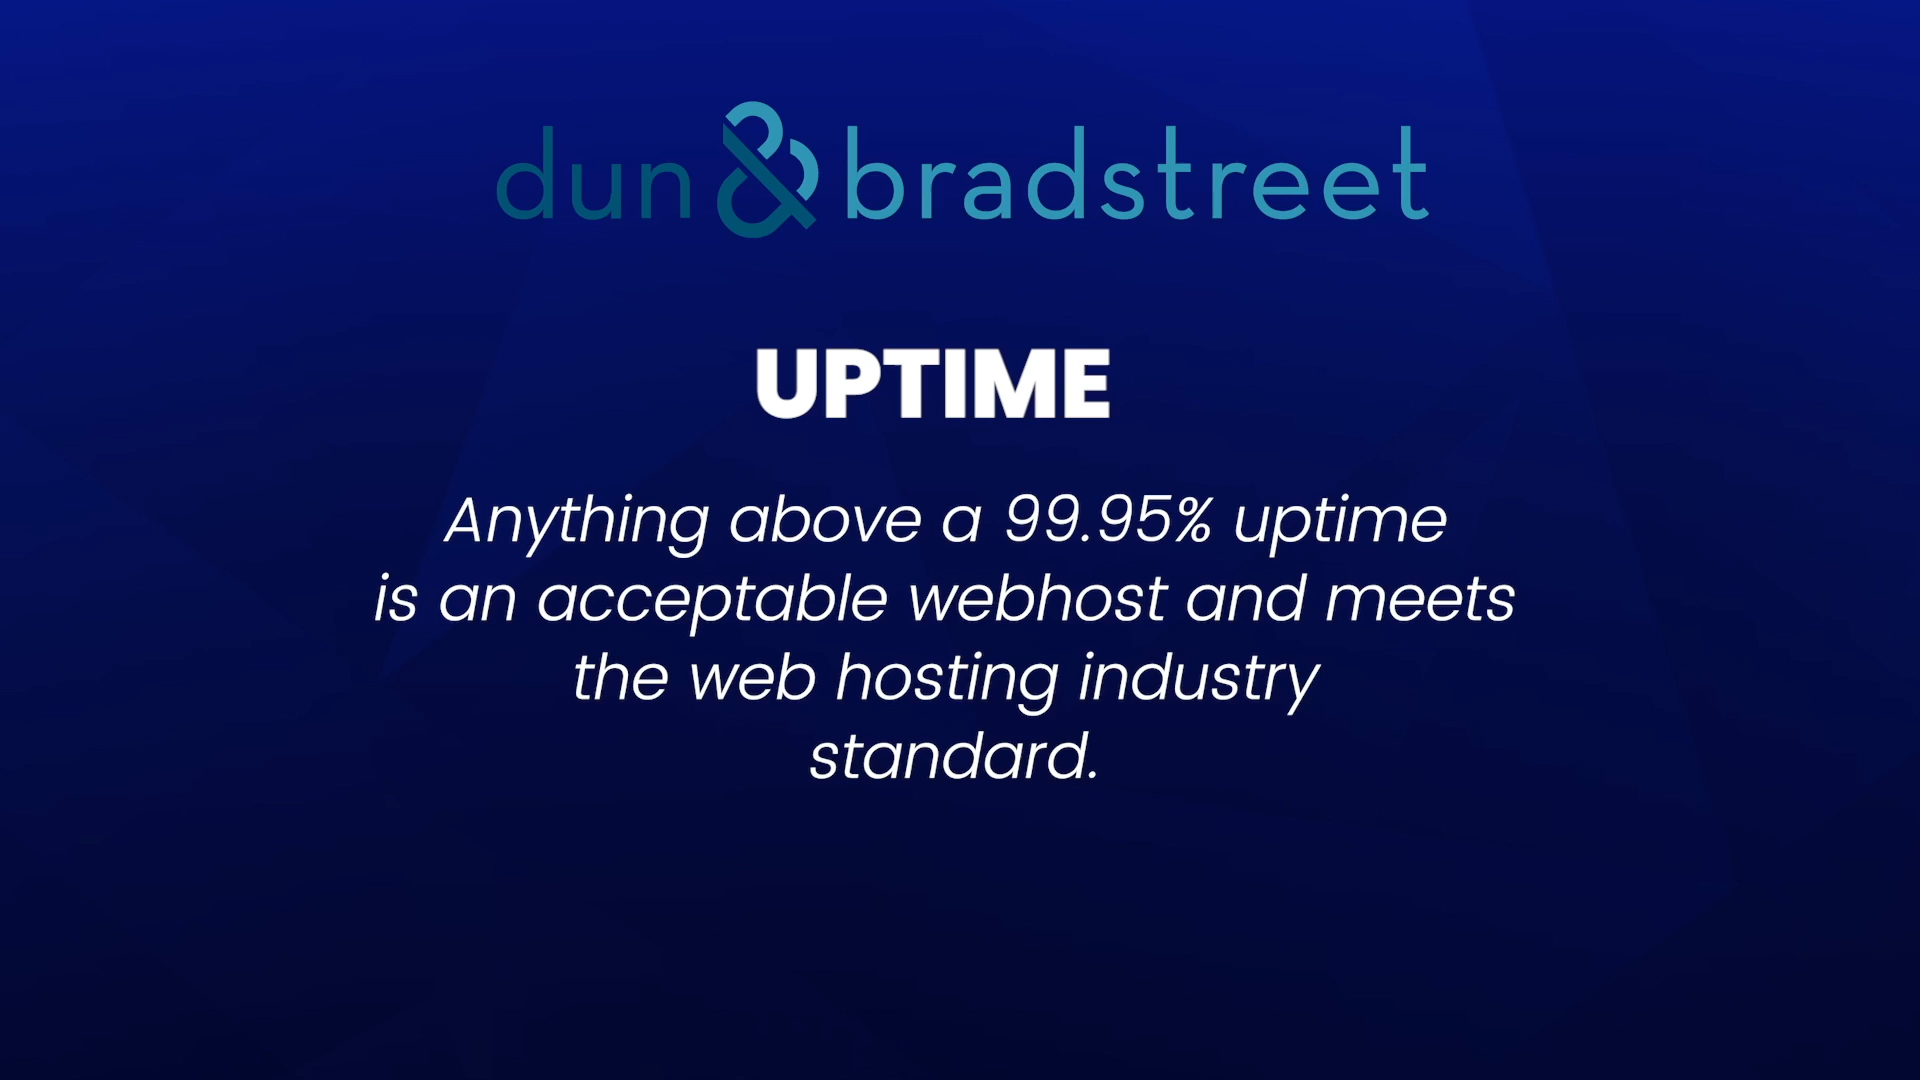 dun & bradstreet
UPTIME
Anything above a 99.95% uptime
is an acceptable webhost and meets
the web hosting industry
standard.